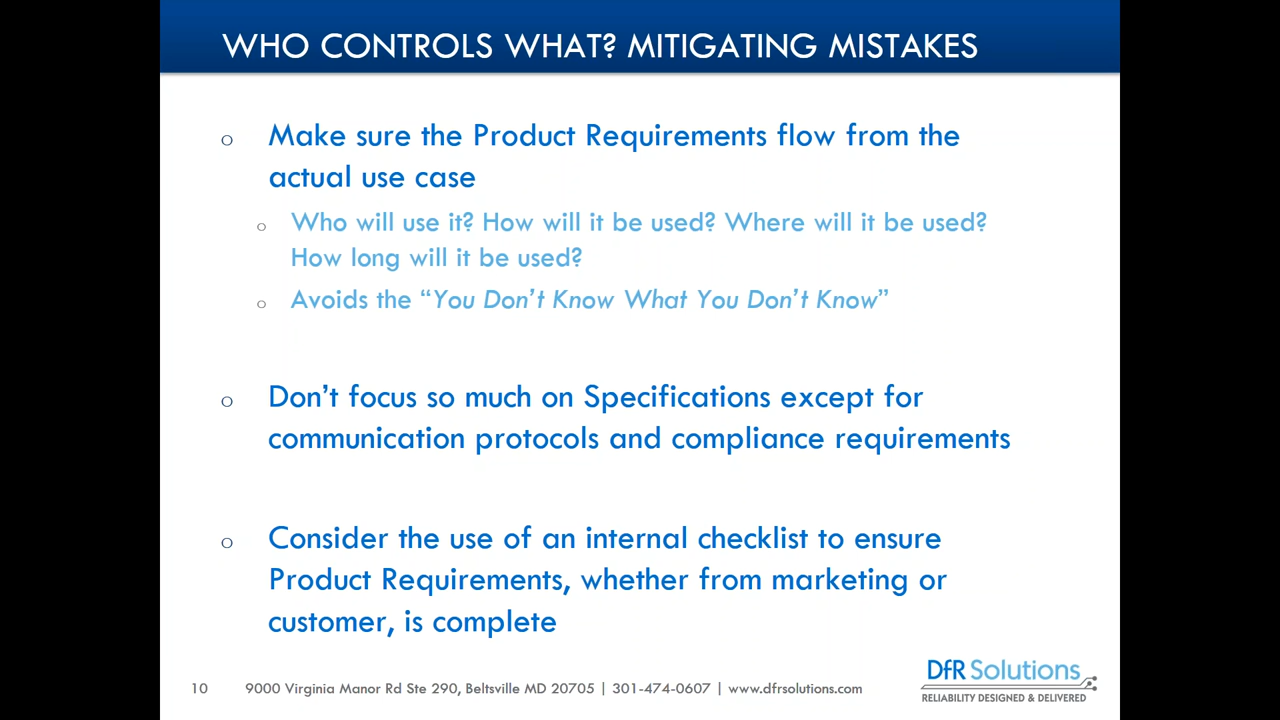 WHO CONTROLS WHAT? MITIGATING MISTAKES
o Make sure the Product Requirements flow from the
actual use case
o Who will use it? How will it be used? Where will it be used?
How long will it be used?
o Avoids the “You Don’t Know What You Don’t Know”
o Don’t focus so much on Specifications except for
communication protocols and compliance requirements
o Consider the use of an internal checklist to ensure
Product Requirements, whether from marketing or
customer, is complete
10 9000 Virginia Manor Rd Ste 290, Beltsville MD 20705 | 301-474-0607 | www.dfrsolutions.com
DfR Solutions
RELIABILITY DESIGNED & DELIVERED